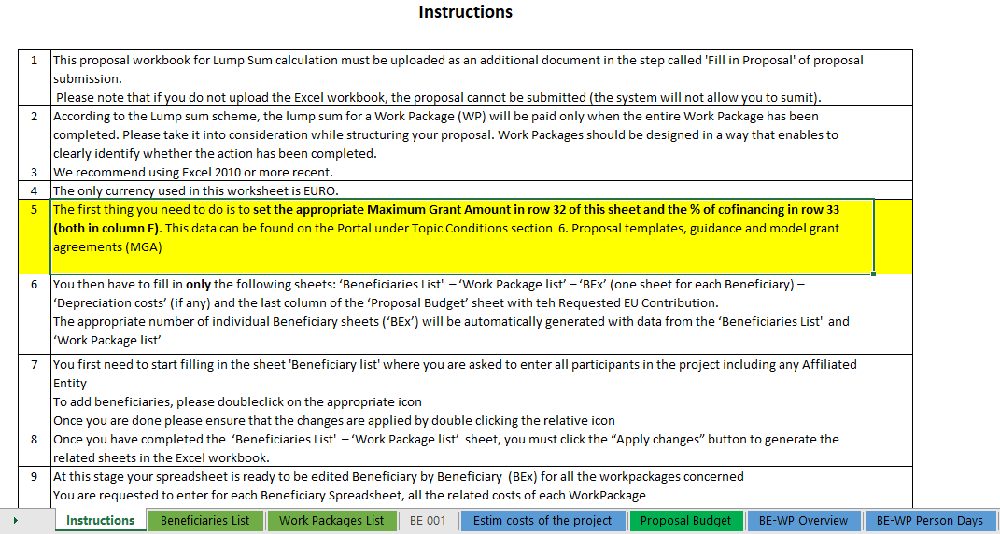 Instructions
1 This proposal workbook for Lump Sum calculation must be uploaded as an additional document in the step called 'Fill in Proposal' of proposal
submission.
Please note that if you do not upload the Excel workbook, the proposal cannot be submitted (the system will not allow you to sumit).
2 According to the Lump sum scheme, the lump sum for a Work Package (WP) will be paid only when the entire Work Package has been
completed. Please take it into consideration while structuring your proposal. Work Packages should be designed in a way that enables to
clearly identify whether the action has been completed.
3 We recommend using Excel 2010 or more recent.
4 The only currency used in this worksheet is EURO.
5 The first thing you need to do is to set the appropriate Maximum Grant Amount in row 32 of this sheet and the % of cofinancing in row 33
(both in column E). This data can be found on the Portal under Topic Conditions section 6. Proposal templates, guidance and model grant
agreements (MGA)
6 You then have to fill in only the following sheets: ‘Beneficiaries List' – ‘Work Package list’ – ‘BEx’ (one sheet for each Beneficiary) –
‘Depreciation costs’ (if any) and the last column of the ‘Proposal Budget’ sheet with teh Requested EU Contribution.
The appropriate number of individual Beneficiary sheets (‘BEx’) will be automatically generated with data from the ‘Beneficiaries List' and
‘Work Package list’
7 You first need to start filling in the sheet 'Beneficiary list' where you are asked to enter all participants in the project including any Affiliated
Entity
To add beneficiaries, please doubleclick on the appropriate icon
Once you are done please ensure that the changes are applied by double clicking the relative icon
8 Once you have completed the ‘Beneficiaries List' – ‘Work Package list’ sheet, you must click the “Apply changes” button to generate the
related sheets in the Excel workbook.
9 At this stage your spreadsheet is ready to be edited Beneficiary by Beneficiary (BEx) for all the workpackages concerned
You are requested to enter for each Beneficiary Spreadsheet, all the related costs of each WorkPackage
Instructions Beneficiaries List Work Packages List BE 001 Estim costs of the project Proposal Budget BE-WP Overview BE-WP Person Days